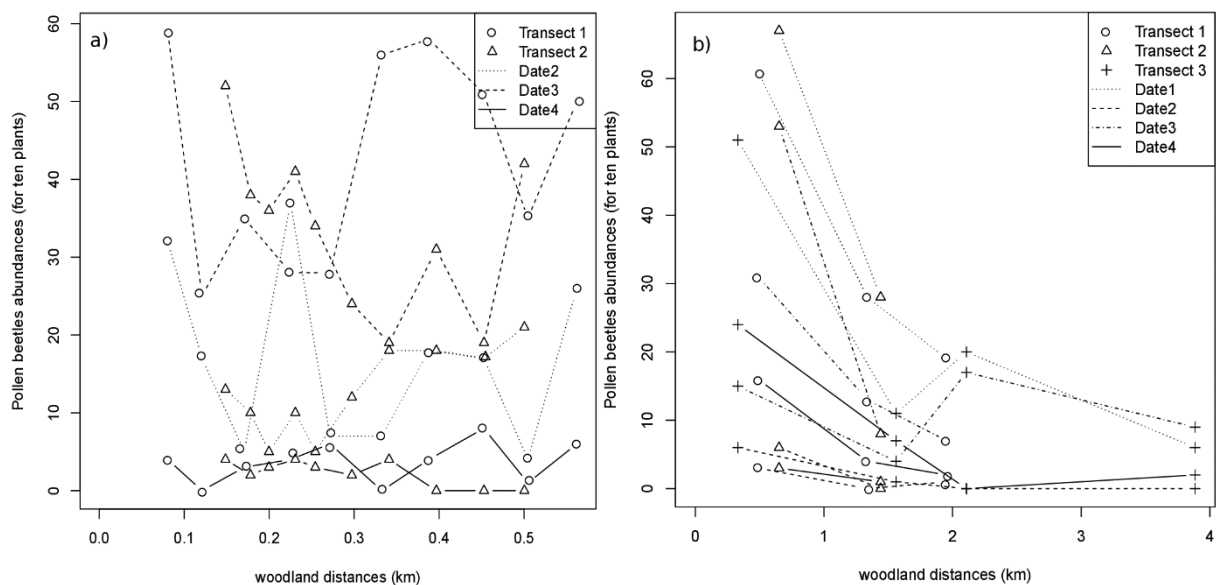 a)
Transect 1
Transect 2
Date2
Date3
Date4
Pollen beetles abundances (for ten plants)
60
50
40
30
20
10
0
0.0 0.1 0.2 0.3 0.4 0.5
woodland distances (km)
b)
Transect 1
Transect 2
Transect 3
Date1
Date2
Date3
Date4
Pollen beetles abundances (for ten plants)
60
50
40
30
20
10
0
0 1 2 3 4
woodland distances (km)